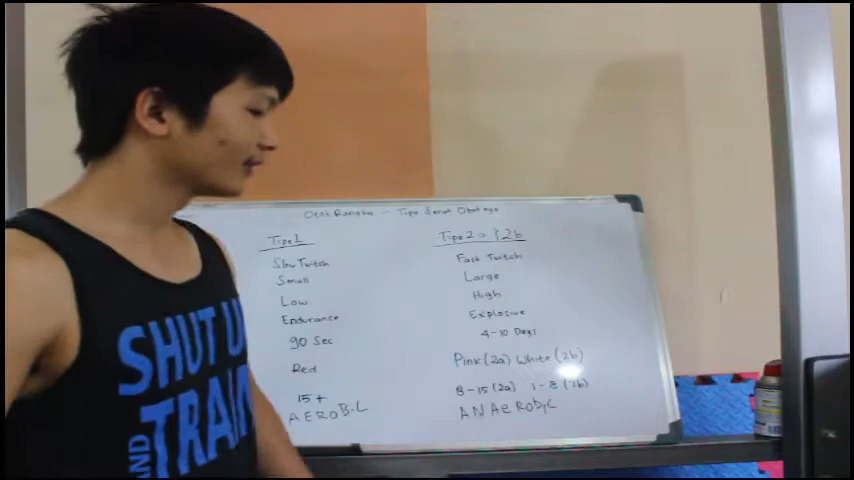 Otot Rangka - Tipe Serat Ototnya
Tipe 1
Slow Twitch
Small
Low
Endurance
90 Sec
Red
15 +
AEROBIC
Tipe 2a & 2b
Fast Twitch
Large
High
Explosive
4-10 Days
Pink (2a) White (2b)
8-15 (2a) 1-8 (2b)
ANAEROBIC
SHUT UP
AND
TRAIN